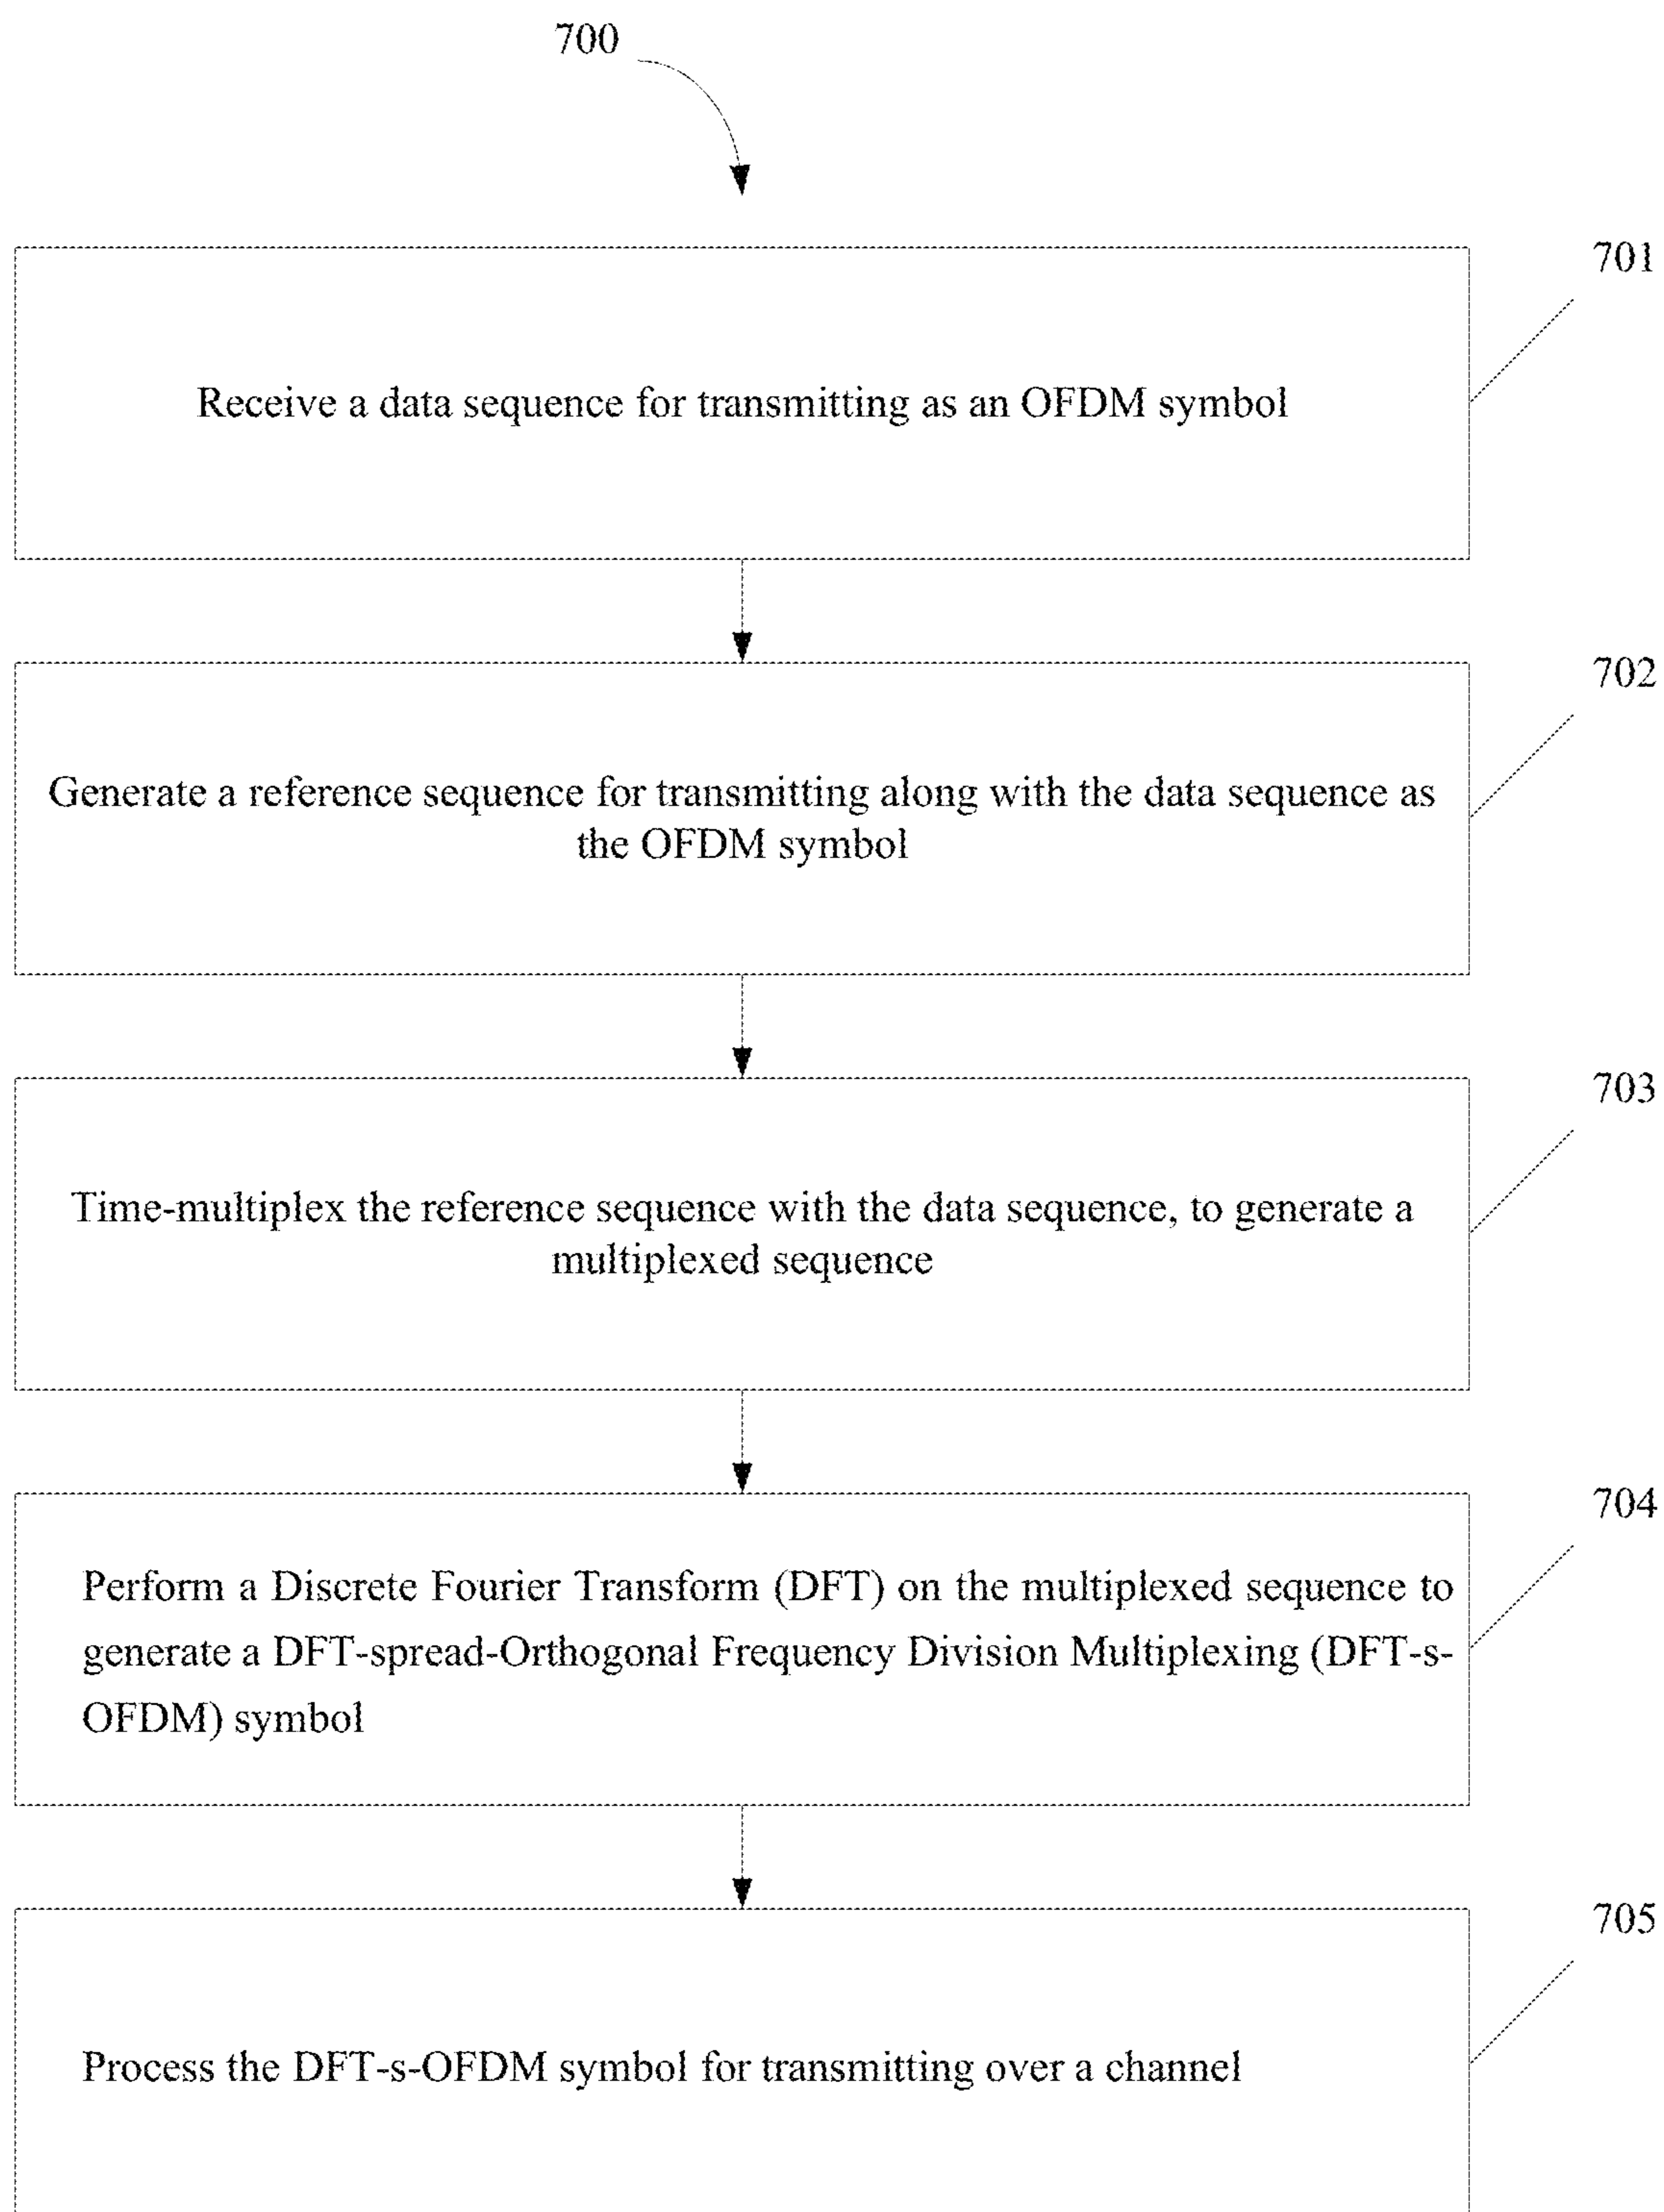 700
701
Receive a data sequence for transmitting as an OFDM symbol
702
Generate a reference sequence for transmitting along with the data sequence as
the OFDM symbol
703
Time-multiplex the reference sequence with the data sequence, to generate a
multiplexed sequence
704
Perform a Discrete Fourier Transform (DFT) on the multiplexed sequence to
generate a DFT-spread-Orthogonal Frequency Division Multiplexing (DFT-s-
OFDM) symbol
705
Process the DFT-s-OFDM symbol for transmitting over a channel